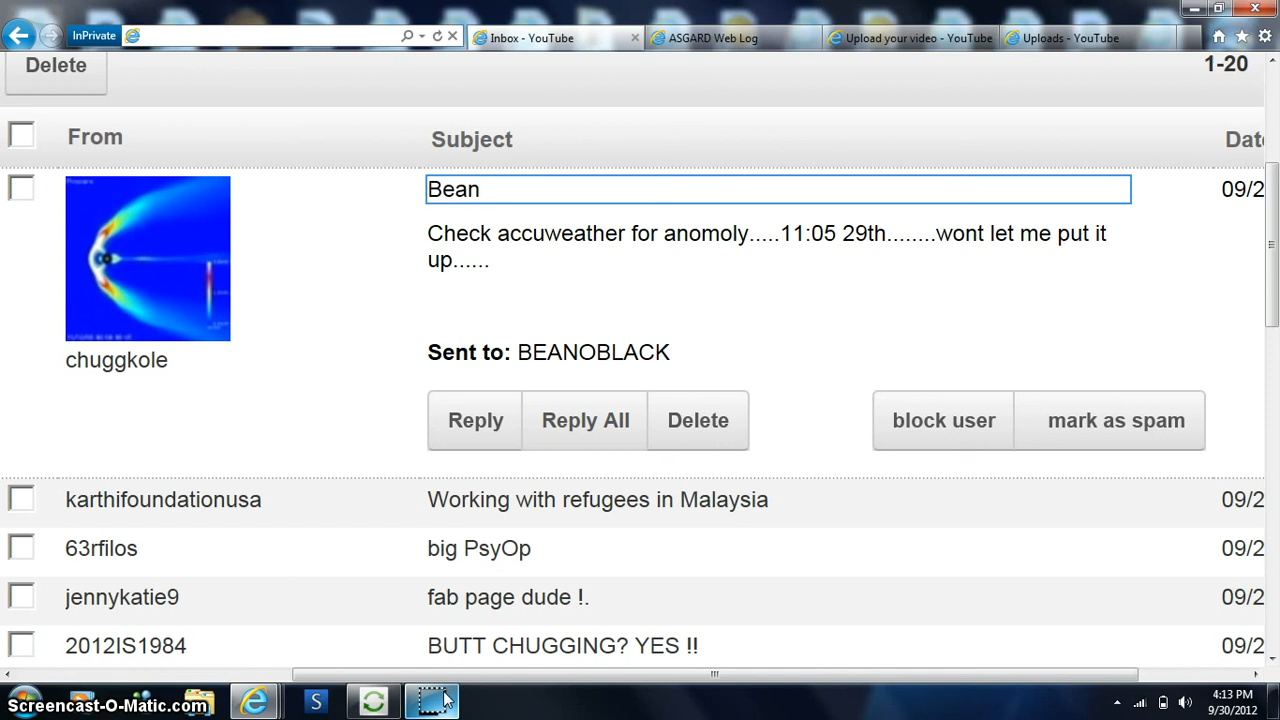 InPrivate
Inbox - YouTube
ASGARD Web Log
Upload your video - YouTube
Uploads - YouTube
Delete
1-20
From
Subject
Date
Bean
09/2
Check accuweather for anomoly.....11:05 29th........wont let me put it
up......
chuggkole
Sent to: BEANOBLACK
Reply
Reply All
Delete
block user
mark as spam
karthifoundationusa
Working with refugees in Malaysia
09/2
63rfilos
big PsyOp
09/2
jennykatie9
fab page dude !.
09/2
2012IS1984
BUTT CHUGGING? YES !!
09/2
S
Screencast-O-Matic.com
4:13 PM
9/30/2012